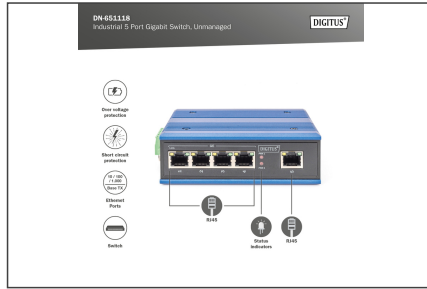 DN-651118
Industrial 5 Port Gigabit Switch, Unmanaged
DIGITUS®
Over voltage
protection
Short circuit
protection
10 / 100
/ 1.000
Base TX
Ethernet
Ports
Switch
DIGITUS
RJ45
Status
indicators
RJ45